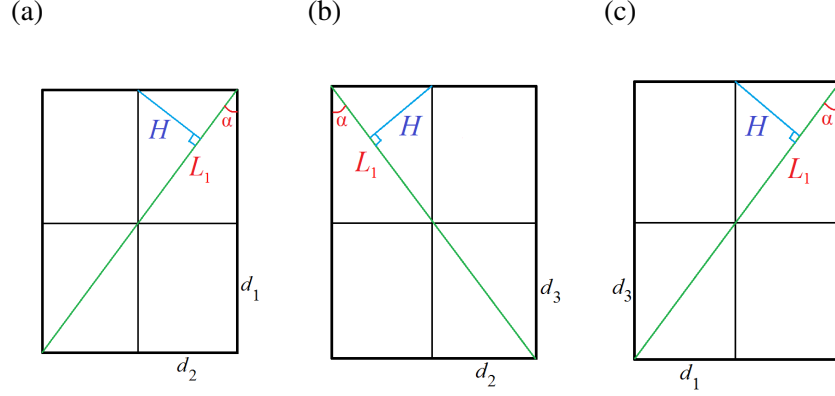 (a) (b) (c)
H α L₁ d₁ d₂
α H L₁ d₃ d₂
H α L₁ d₃ d₁